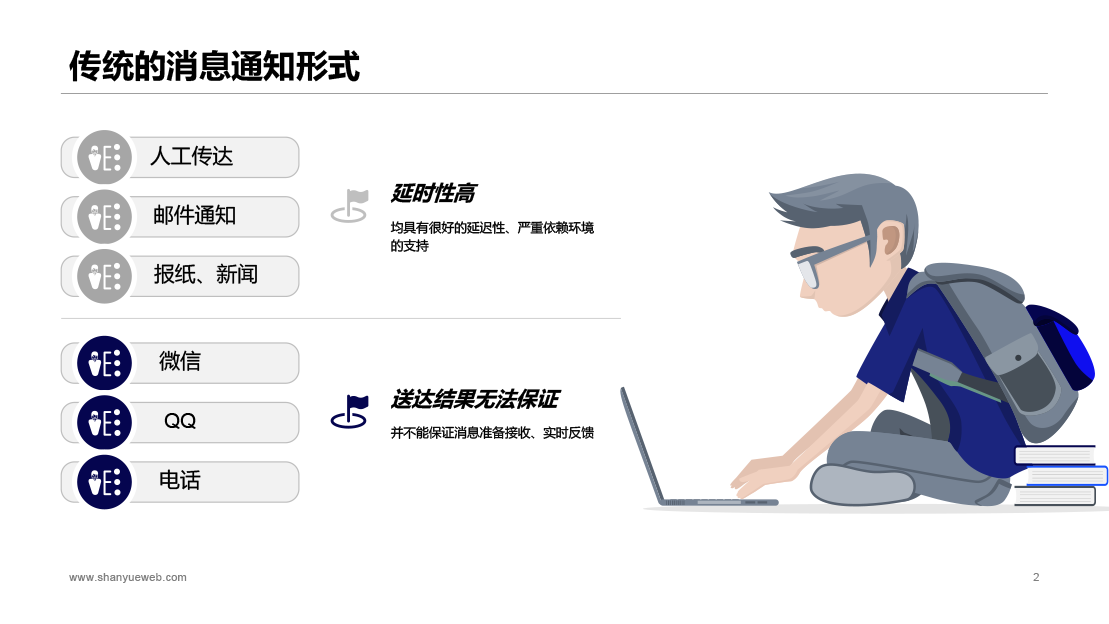 传统的消息通知形式
人工传达
邮件通知
报纸、新闻
延时性高
均具有很好的延迟性、严重依赖环境
的支持
微信
QQ
电话
送达结果无法保证
并不能保证消息准备接收、实时反馈
www.shanyueweb.com
2